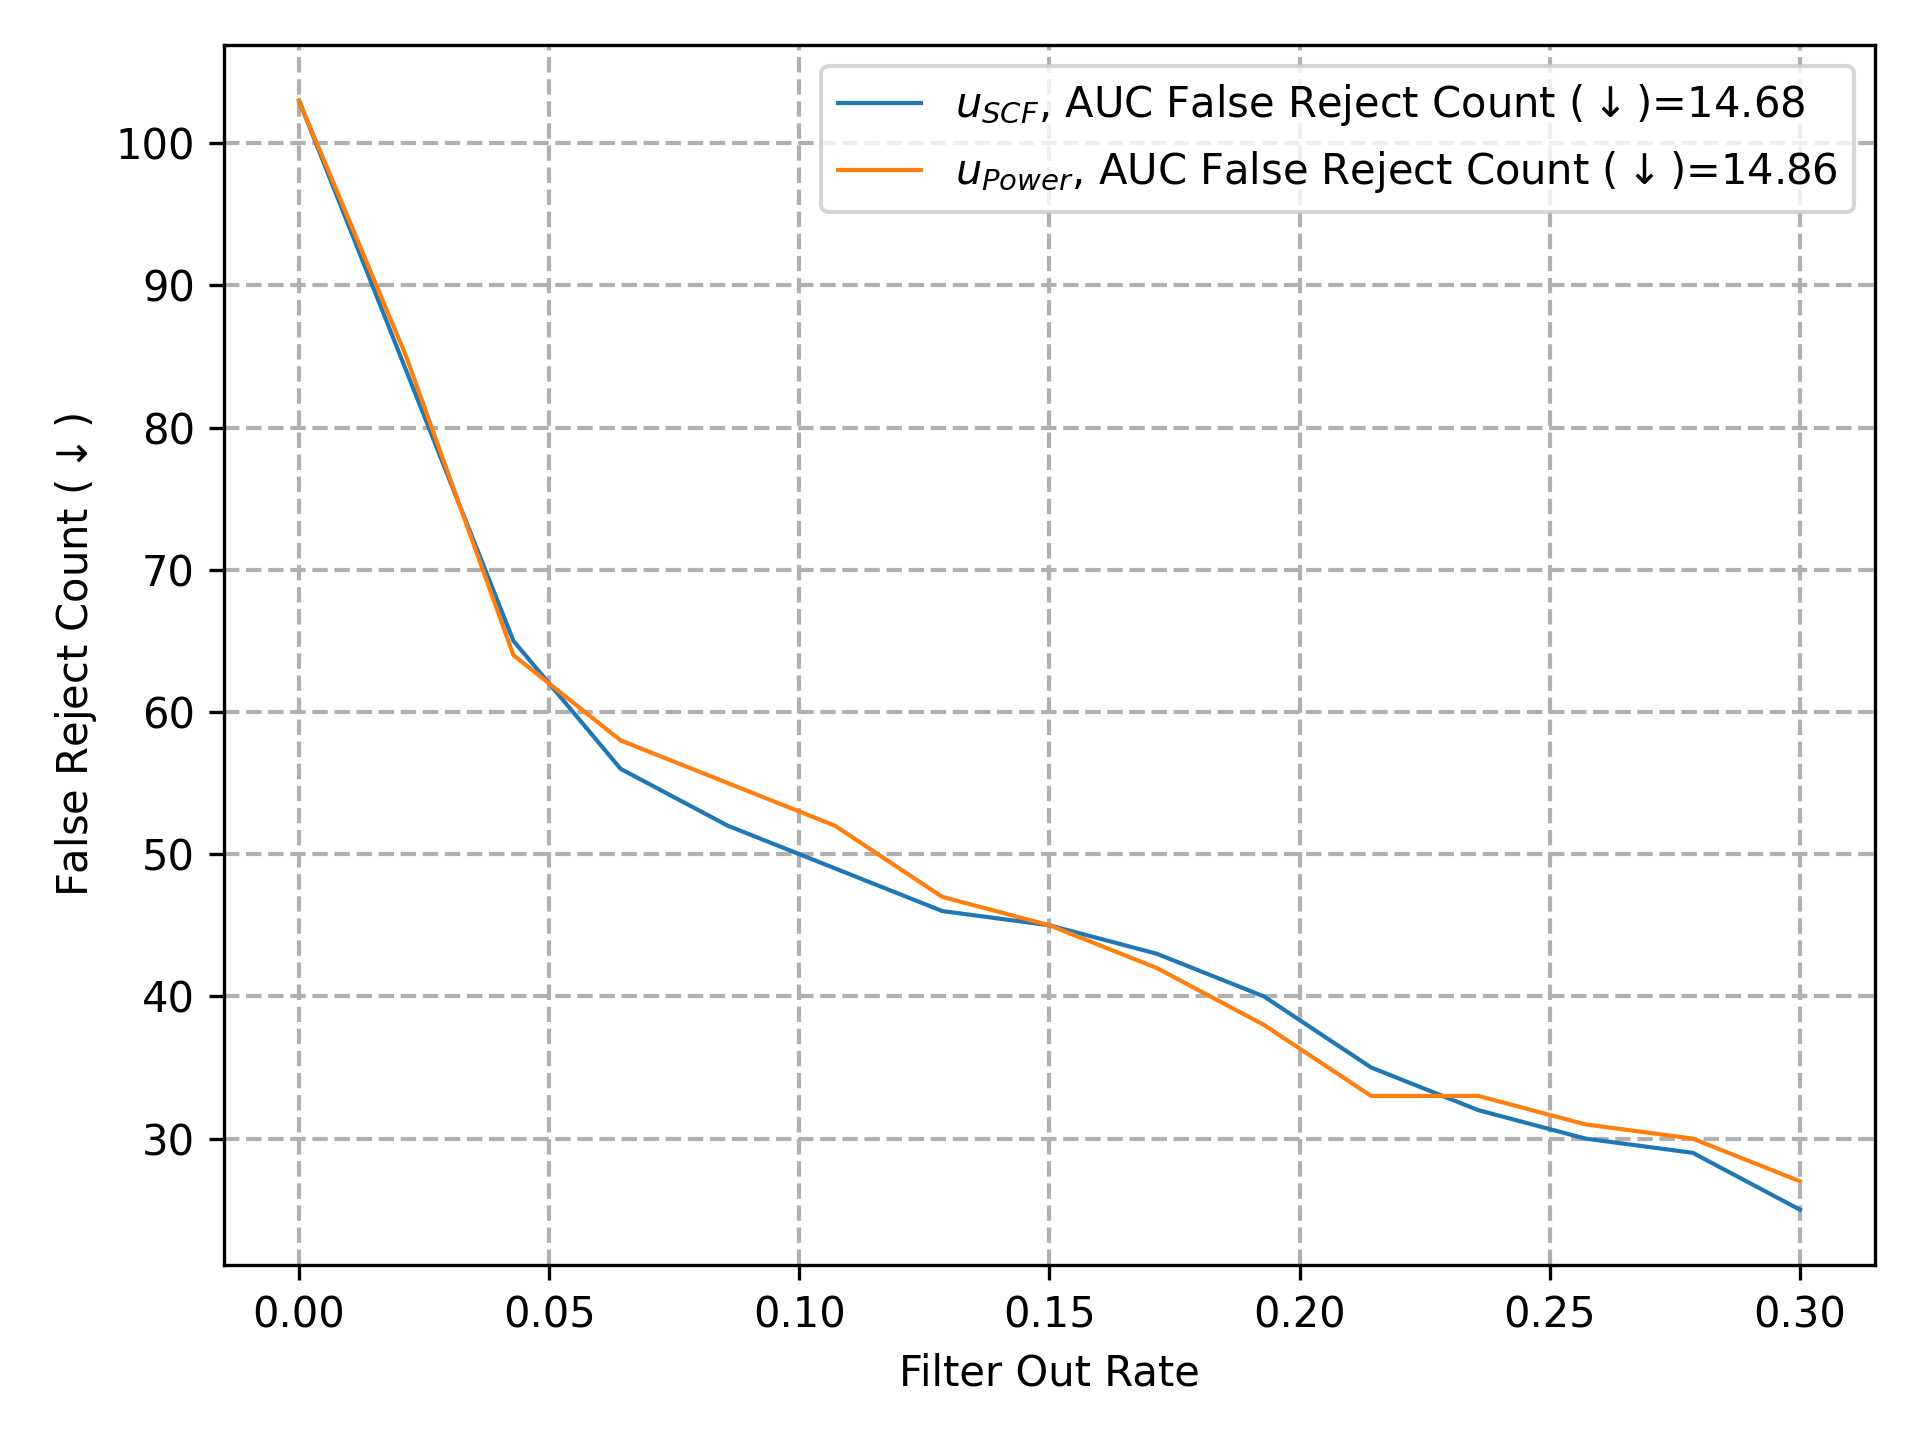 u_SCF, AUC False Reject Count (↓)=14.68
u_Power, AUC False Reject Count (↓)=14.86
False Reject Count (↓)
100
90
80
70
60
50
40
30
0.00 0.05 0.10 0.15 0.20 0.25 0.30
Filter Out Rate